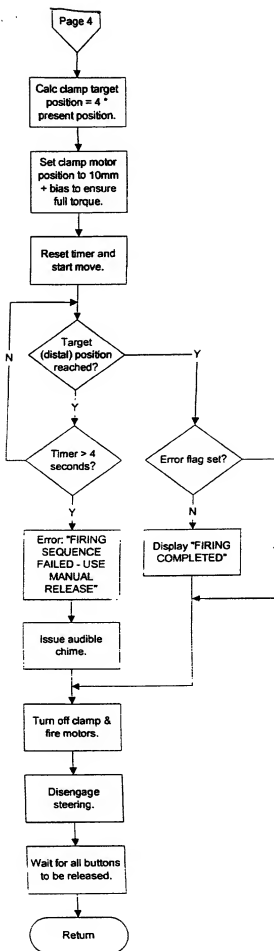 Page 4
Calc clamp target
position = 4 *
present position.
Set clamp motor
position to 10mm
+ bias to ensure
full torque.
Reset timer and
start move.
N
Target
(distal) position
reached?
Y
Y
Timer > 4
seconds?
Error flag set?
Y
N
Error: "FIRING
SEQUENCE
FAILED - USE
MANUAL
RELEASE"
Display "FIRING
COMPLETED"
Issue audible
chime.
Turn off clamp &
fire motors.
Disengage
steering.
Wait for all buttons
to be released.
Return